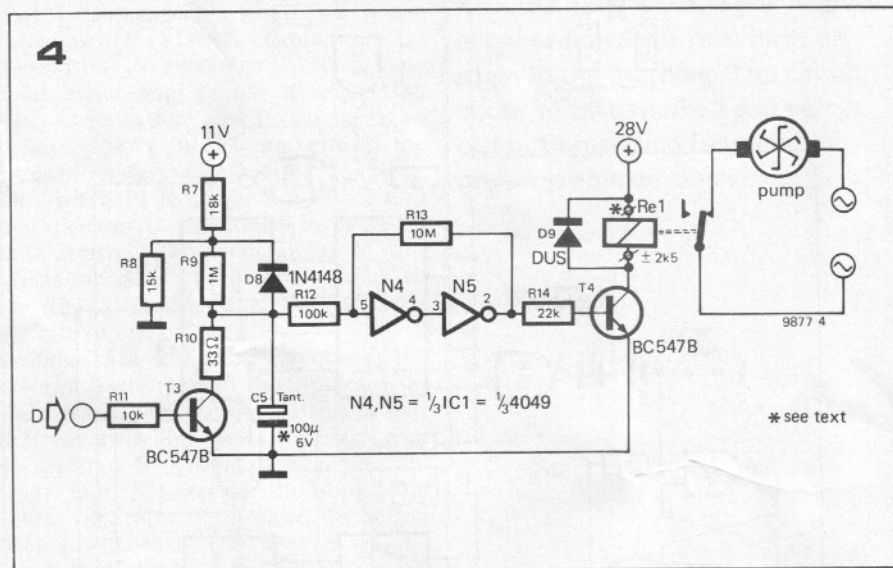 4
11V
R7
18k
R8
15k
R9
1M
D8
1N4148
R10
33Ω
R11
10k
D
T3
BC547B
C5
Tant.
100µ
*
6V
R12
100k
R13
10M
5
N4
4
3
N5
2
R14
22k
T4
BC547B
N4,N5 = ⅓IC1 = ⅓4049
28V
D9
DUS
*
Re1
± 2k5
pump
9877 4
* see text